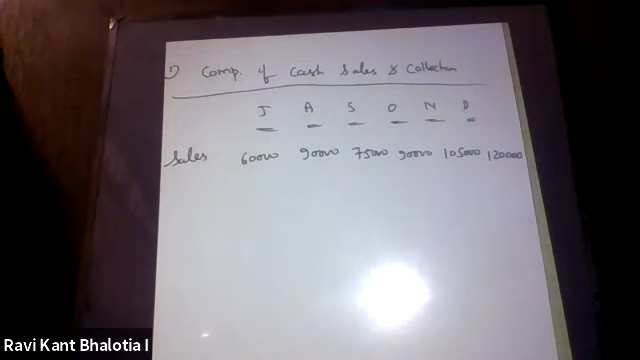 1) Comp. of Cash Sales & Collection
J A S O N D
Sales 60000 90000 75000 90000 105000 120000
Ravi Kant Bhalotia I